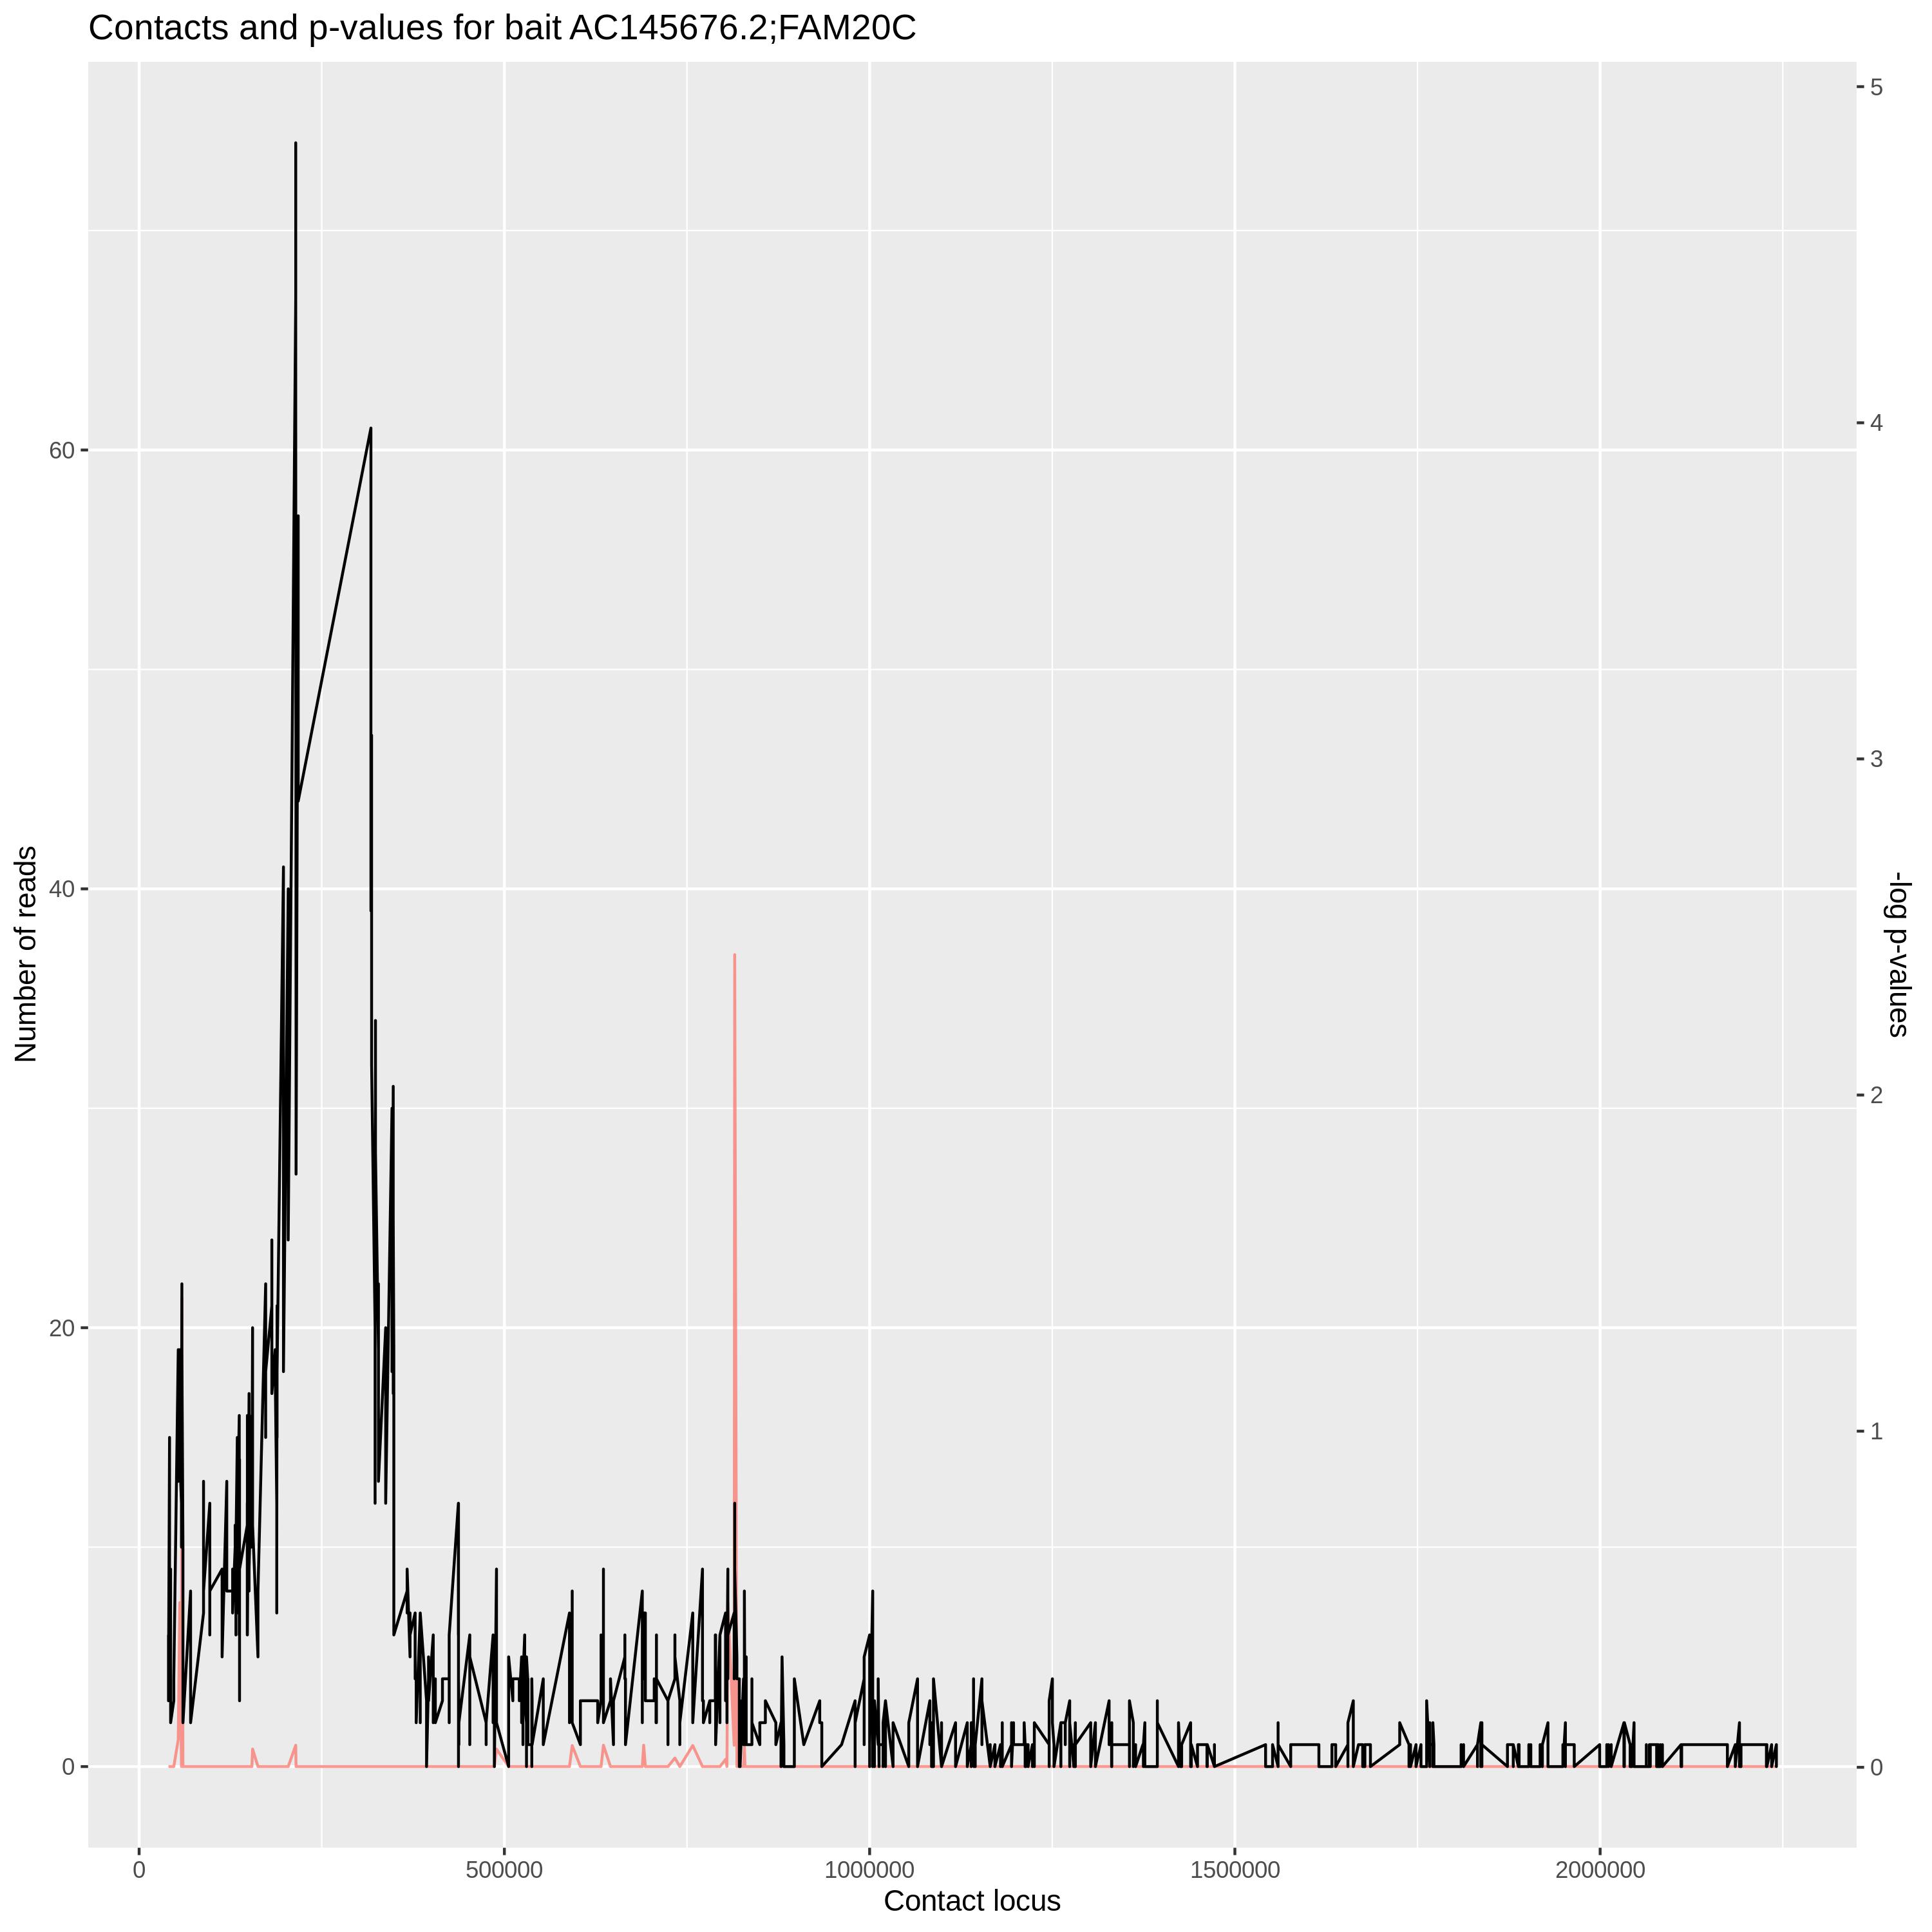 Contacts and p-values for bait AC145676.2;FAM20C
Number of reads
60
40
20
0
5
4
3
2
1
0
-log p-values
0 500000 1000000 1500000 2000000
Contact locus